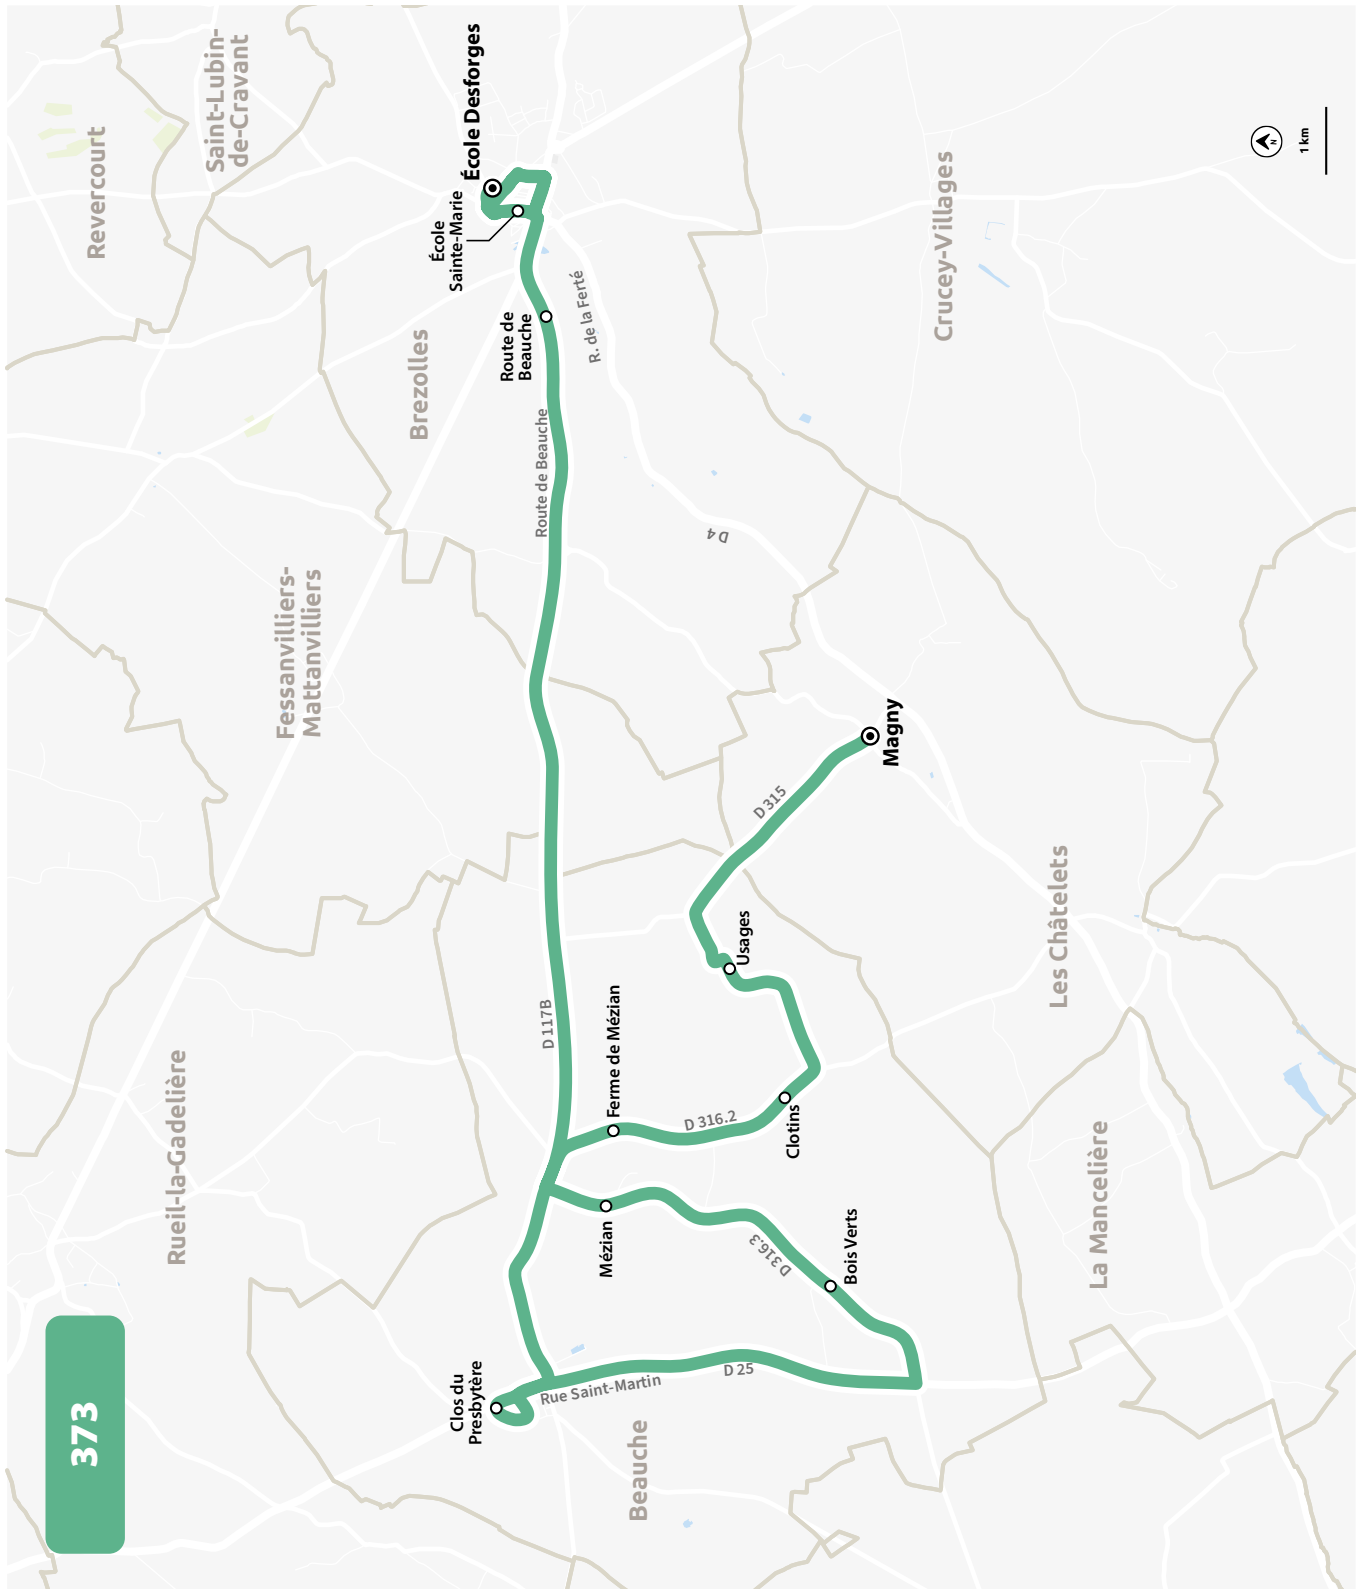 373
Revercourt
Saint-Lubin-
de-Cravant
Fessanvilliers-
Mattanvilliers
Rueil-la-Gadelière
Brezolles
École Desforges
École
Sainte-Marie
Route de
Beauche
Route de Beauche
R. de la Ferté
D 4
Crucey-Villages
N
1 km
Magny
D 315
Usages
D 117B
Ferme de Mézian
D 316.2
Clotins
Les Châtelets
La Mancelière
Mézian
D 316.3
Bois Verts
Clos du
Presbytère
Rue Saint-Martin
D 25
Beauche